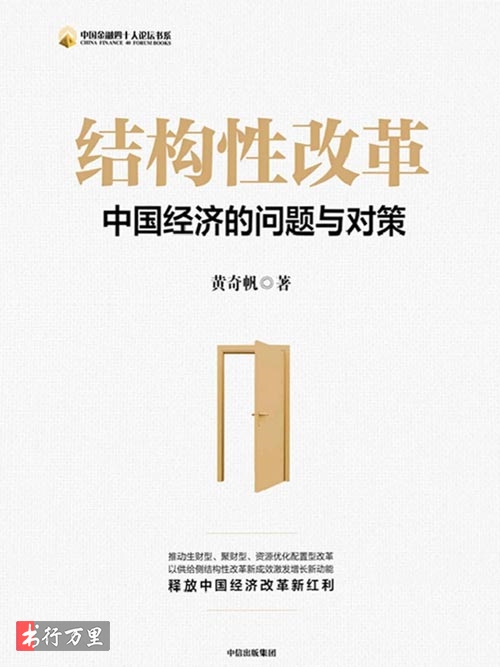 中国金融四十人论坛书系
CHINA FINANCE 40 FORUM BOOKS
结构性改革
中国经济的问题与对策
黄奇帆◎著
推动生财型、聚财型、资源优化配置型改革
以供给侧结构性改革新成效激发增长新动能
释放中国经济改革新红利
书行万里
中信出版集团